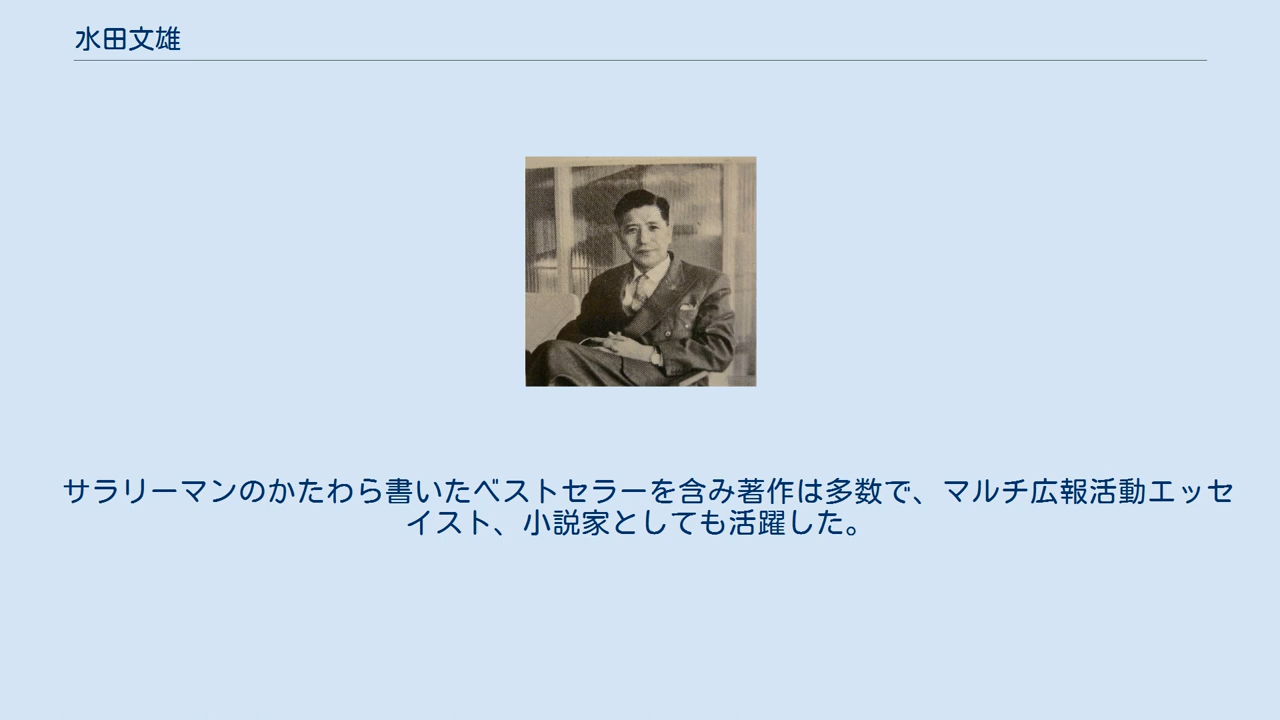 水田文雄
サラリーマンのかたわら書いたベストセラーを含み著作は多数で、マルチ広報活動エッセ
イスト、小説家としても活躍した。